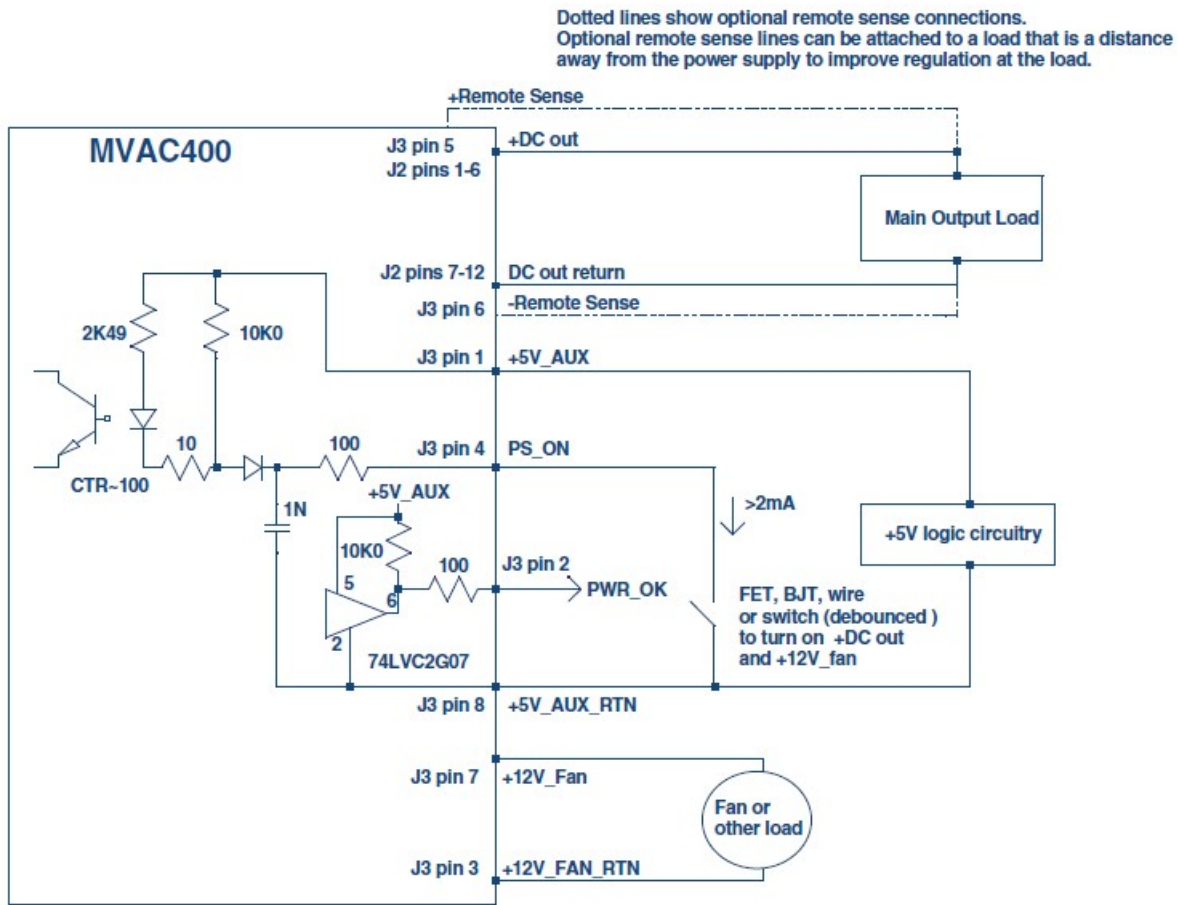 Dotted lines show optional remote sense connections.
Optional remote sense lines can be attached to a load that is a distance
away from the power supply to improve regulation at the load.
+Remote Sense
MVAC400
J3 pin 5
+DC out
J2 pins 1-6
Main Output Load
J2 pins 7-12
DC out return
J3 pin 6
-Remote Sense
2K49
10K0
J3 pin 1
+5V_AUX
10
100
J3 pin 4
PS_ON
CTR~100
+5V_AUX
1N
>2mA
+5V logic circuitry
10K0
100
J3 pin 2
5
6
PWR_OK
2
74LVC2G07
FET, BJT, wire
or switch (debounced )
to turn on +DC out
and +12V_fan
J3 pin 8
+5V_AUX_RTN
J3 pin 7
+12V_Fan
Fan or
other load
J3 pin 3
+12V_FAN_RTN